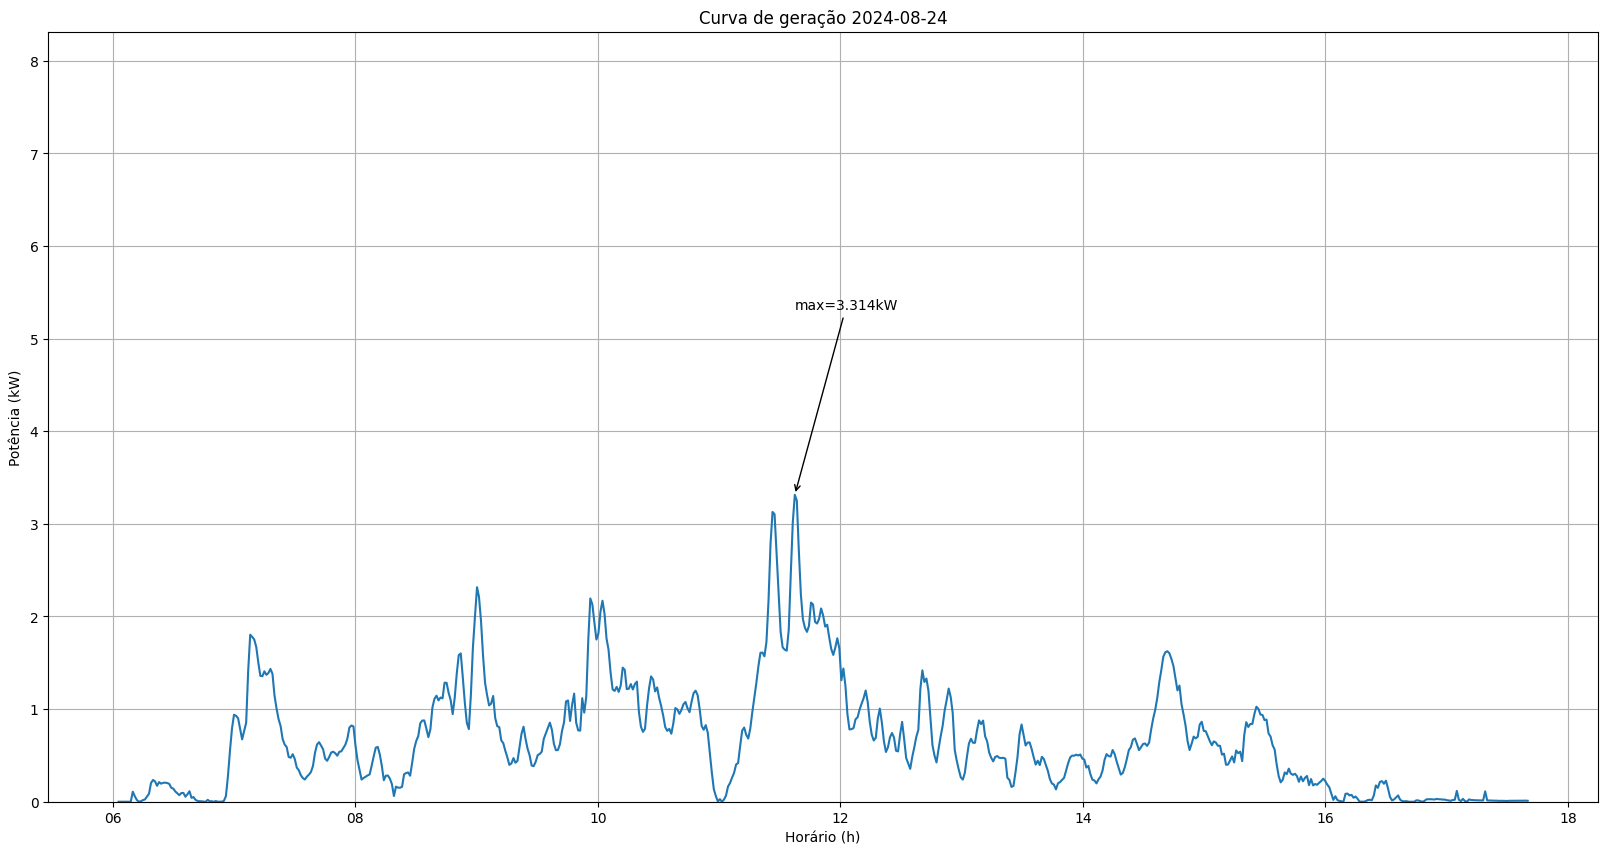 Curva de geração 2024-08-24
8
7
6
5
4
3
2
1
0
Potência (kW)
max=3.314kW
06 08 10 12 14 16 18
Horário (h)